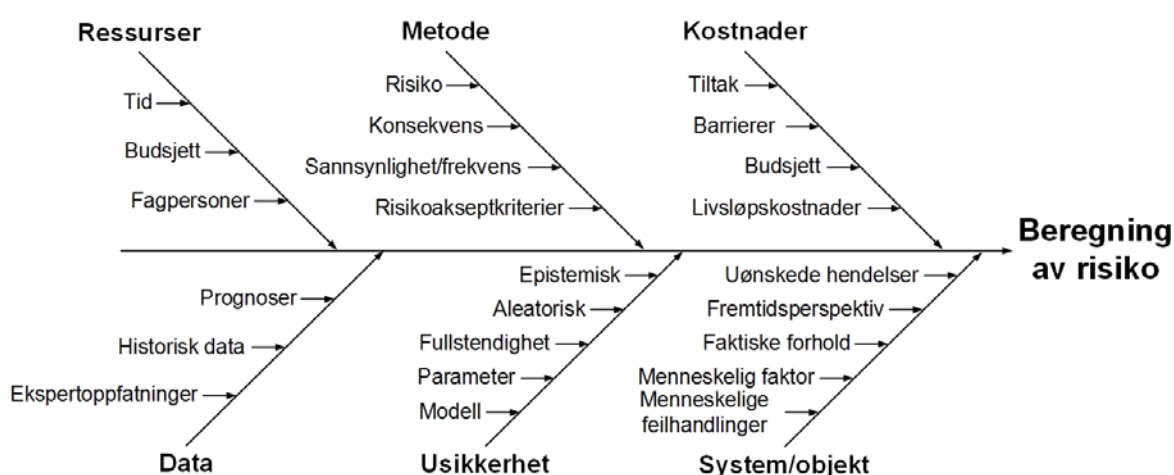 Ressurser
Tid
Budsjett
Fagpersoner
Metode
Risiko
Konsekvens
Sannsynlighet/frekvens
Risikoakseptkriterier
Kostnader
Tiltak
Barrierer
Budsjett
Livsløpskostnader
Beregning
av risiko
Prognoser
Historisk data
Ekspertoppfatninger
Data
Epistemisk
Aleatorisk
Fullstendighet
Parameter
Modell
Usikkerhet
Uønskede hendelser
Fremtidsperspektiv
Faktiske forhold
Menneskelig faktor
Menneskelige
feilhandlinger
System/objekt